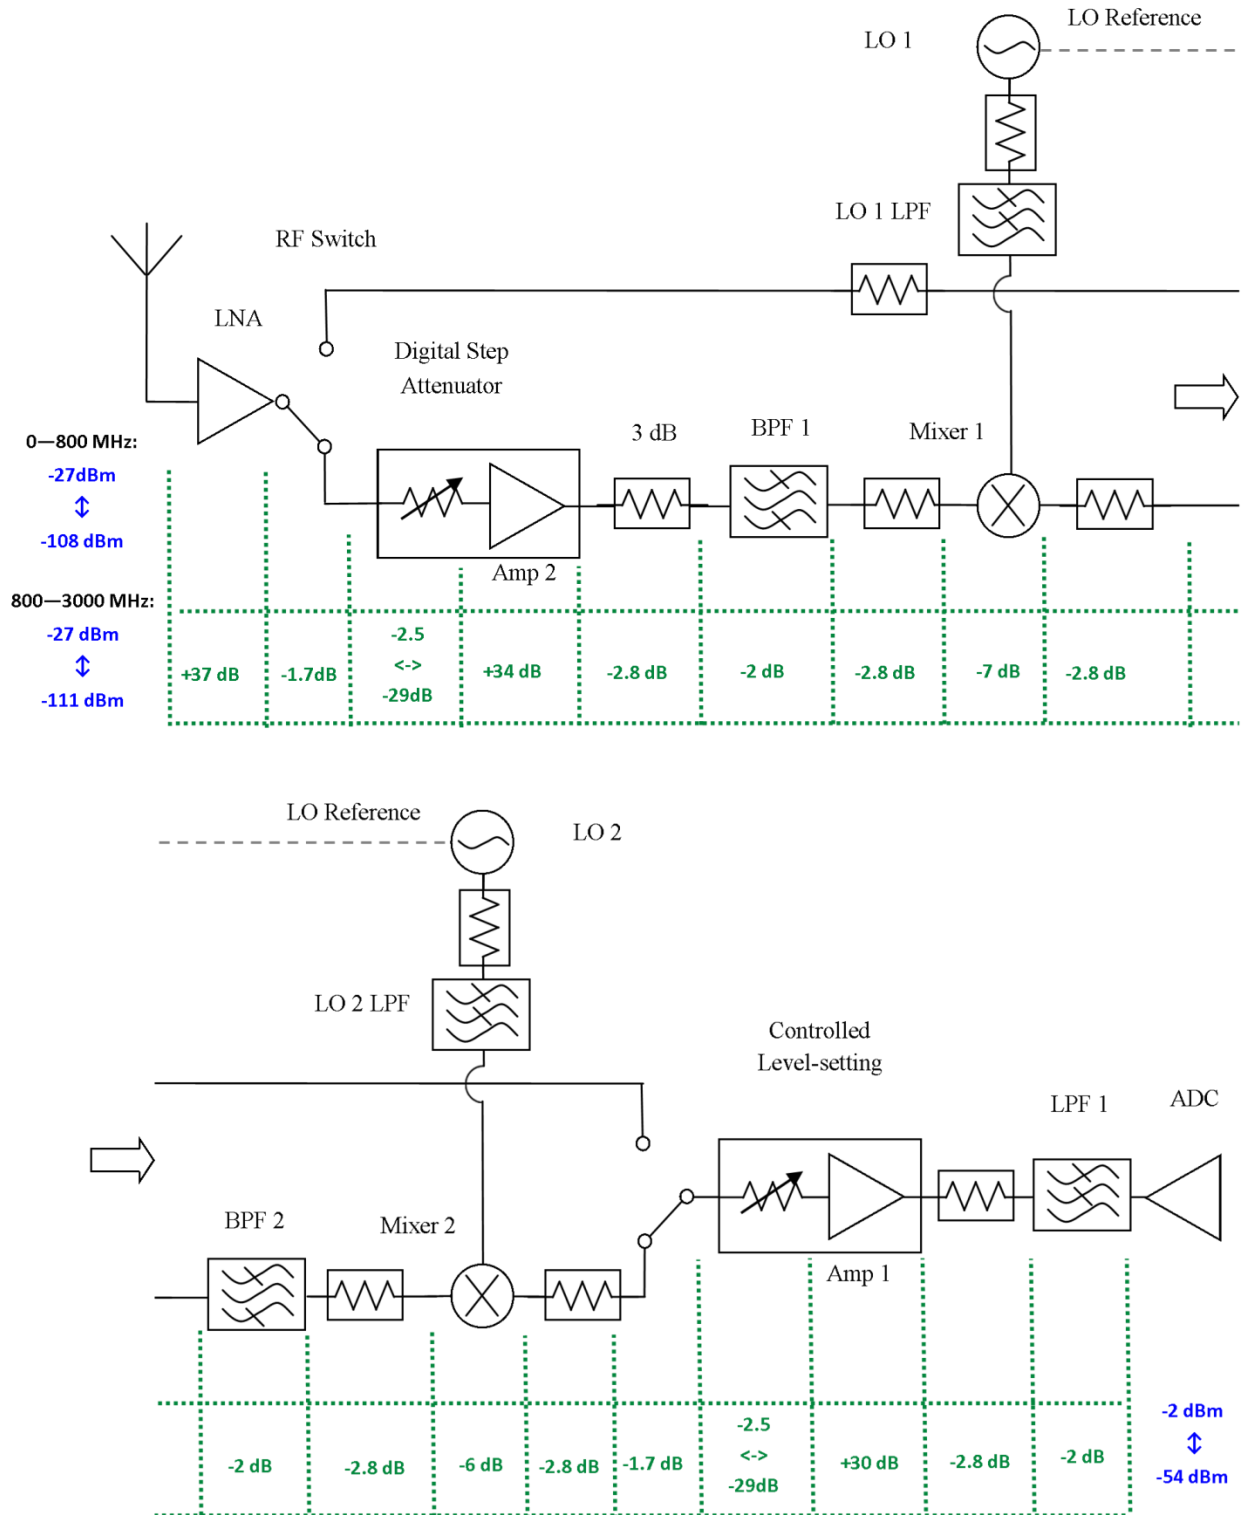 LO 1
LO Reference
LO 1 LPF
RF Switch
LNA
Digital Step
Attenuator
3 dB
BPF 1
Mixer 1
0—800 MHz:
-27dBm
↕
-108 dBm
Amp 2
800—3000 MHz:
-27 dBm
↕
-111 dBm
+37 dB
-1.7dB
-2.5
<->
-29dB
+34 dB
-2.8 dB
-2 dB
-2.8 dB
-7 dB
-2.8 dB
LO Reference
LO 2
LO 2 LPF
Controlled
Level-setting
LPF 1
ADC
BPF 2
Mixer 2
Amp 1
-2 dB
-2.8 dB
-6 dB
-2.8 dB
-1.7 dB
-2.5
<->
-29dB
+30 dB
-2.8 dB
-2 dB
-2 dBm
↕
-54 dBm